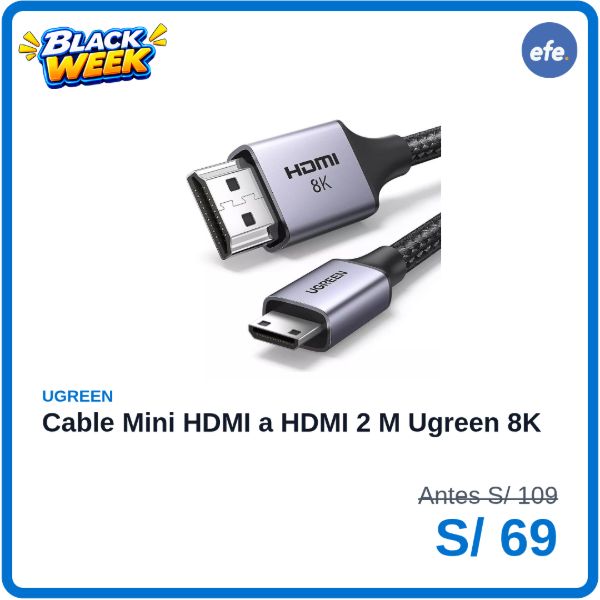 BLACK
WEEK
efe.
HDMI
8K
UGREEN
UGREEN
Cable Mini HDMI a HDMI 2 M Ugreen 8K
Antes S/ 109
S/ 69